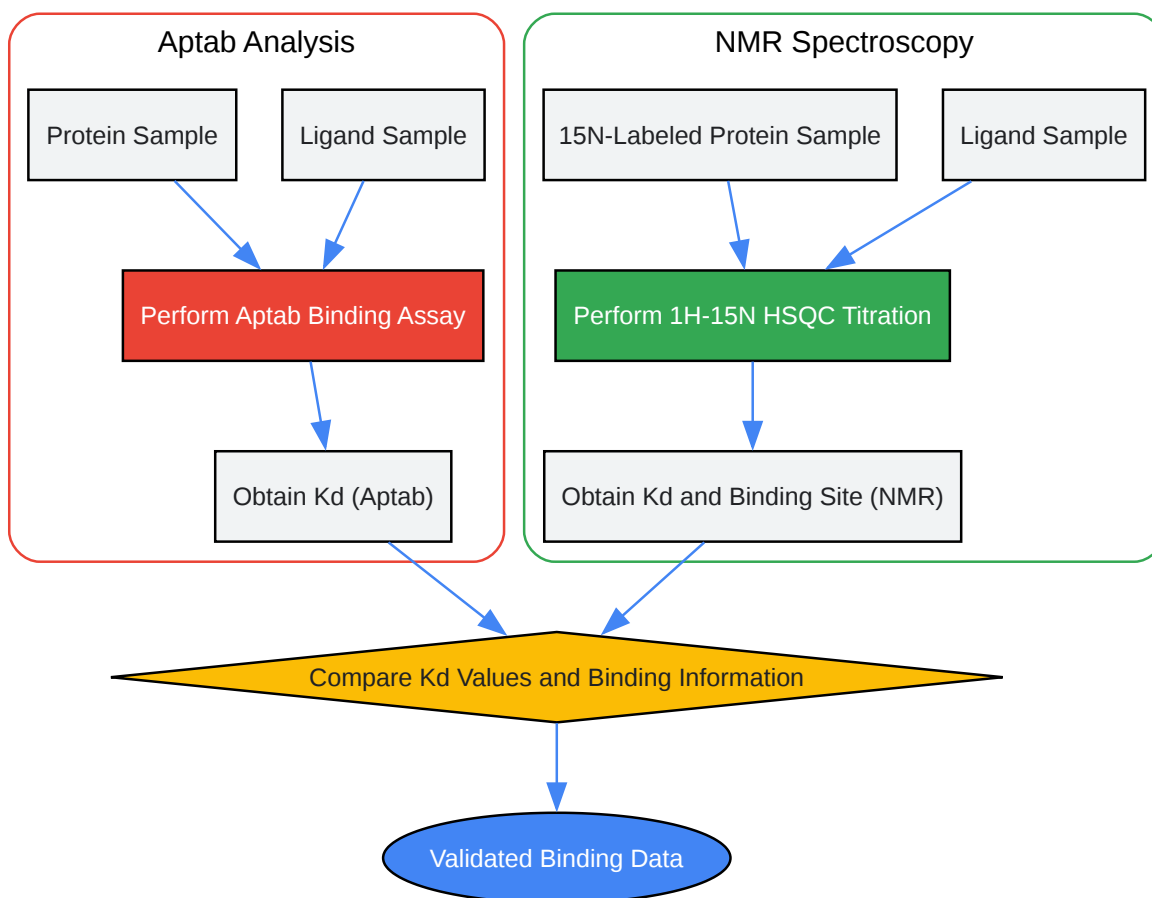 Aptab Analysis
Protein Sample
Ligand Sample
Perform Aptab Binding Assay
Obtain Kd (Aptab)
NMR Spectroscopy
15N-Labeled Protein Sample
Ligand Sample
Perform 1H-15N HSQC Titration
Obtain Kd and Binding Site (NMR)
Compare Kd Values and Binding Information
Validated Binding Data